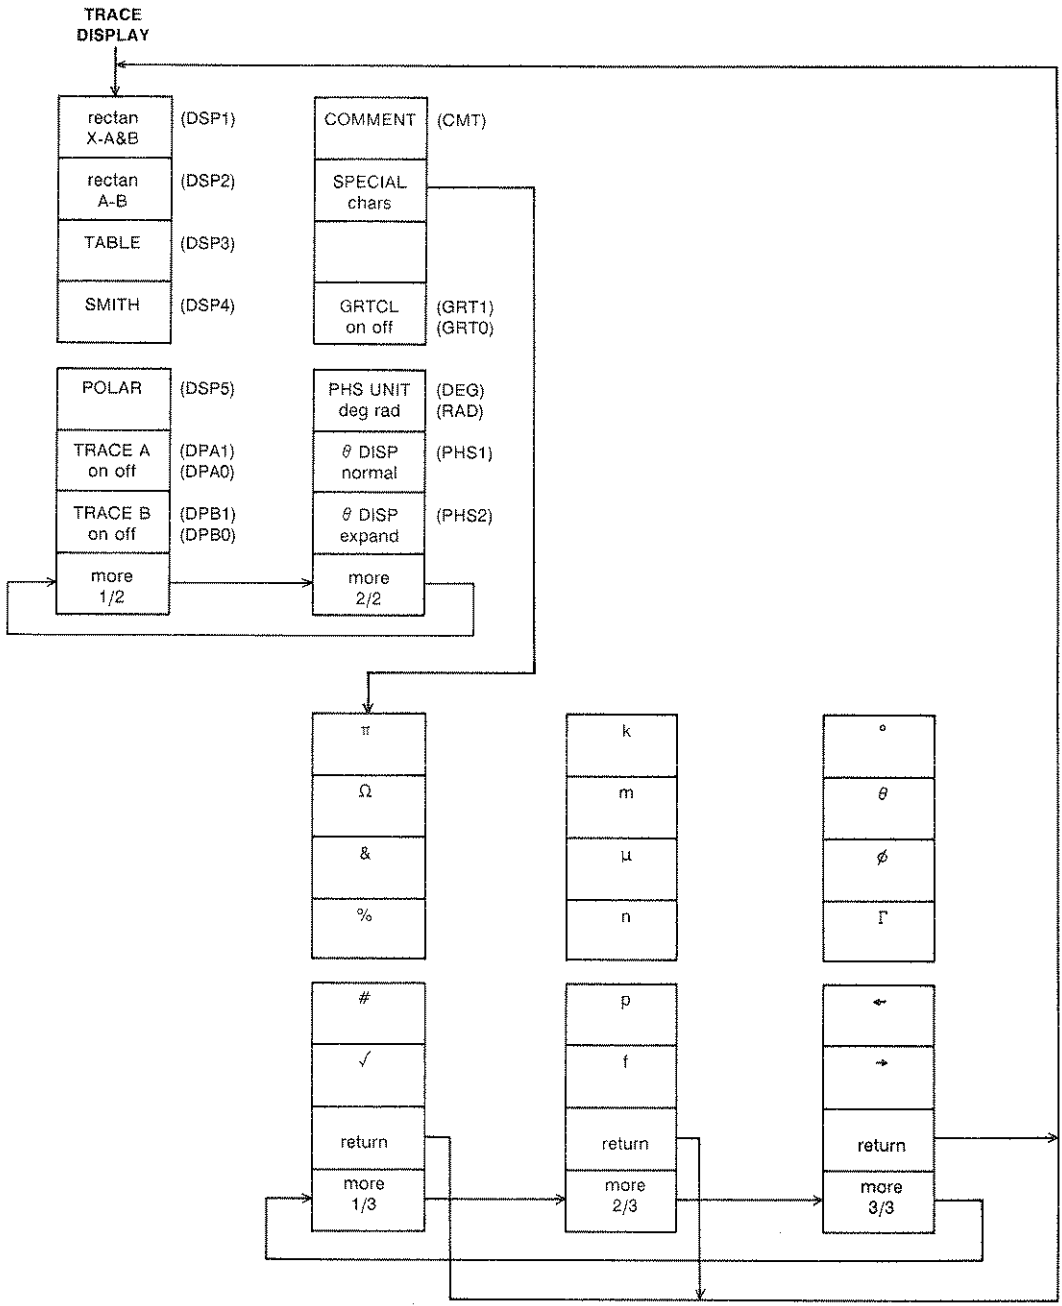 TRACE
DISPLAY
rectan
X-A&B
(DSP1)
rectan
A-B
(DSP2)
TABLE
(DSP3)
SMITH
(DSP4)
POLAR
(DSP5)
TRACE A
on off
(DPA1)
(DPA0)
TRACE B
on off
(DPB1)
(DPB0)
more
1/2
COMMENT
(CMT)
SPECIAL
chars
GRTCL
on off
(GRT1)
(GRT0)
PHS UNIT
deg rad
(DEG)
(RAD)
θ DISP
normal
(PHS1)
θ DISP
expand
(PHS2)
more
2/2
π
Ω
&
%
#
√
return
more
1/3
k
m
μ
n
p
f
return
more
2/3
°
θ
ø
Γ
←
→
return
more
3/3